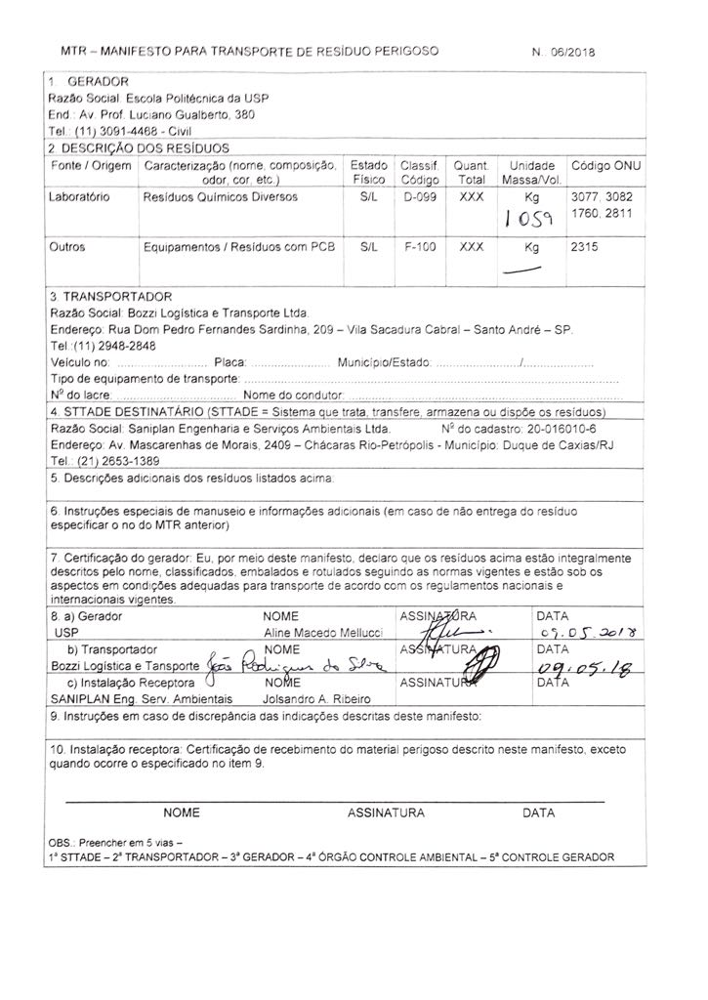 MTR – MANIFESTO PARA TRANSPORTE DE RESÍDUO PERIGOSO N. 06/2018
1. GERADOR
Razão Social: Escola Politécnica da USP
End.: Av. Prof. Luciano Gualberto, 380
Tel.: (11) 3091-4468 - Civil
2. DESCRIÇÃO DOS RESÍDUOS
Fonte / Origem Caracterização (nome, composição, odor, cor, etc.) Estado Físico Classif. Código Quant. Total Unidade Massa/Vol. Código ONU
Laboratório Resíduos Químicos Diversos S/L D-099 XXX Kg 3077, 3082
1059 1760, 2811
Outros Equipamentos / Resíduos com PCB S/L F-100 XXX Kg 2315
3. TRANSPORTADOR
Razão Social: Bozzi Logística e Transporte Ltda.
Endereço: Rua Dom Pedro Fernandes Sardinha, 209 – Vila Sacadura Cabral – Santo André – SP.
Tel.:(11) 2948-2848
Veículo no: ........................ Placa: ..................... Município/Estado: ....................../...................
Tipo de equipamento de transporte: ..................................................................................
Nº do lacre: ........................ Nome do condutor: ..................................................................
4. STTADE DESTINATÁRIO (STTADE = Sistema que trata, transfere, armazena ou dispõe os resíduos)
Razão Social: Saniplan Engenharia e Serviços Ambientais Ltda. Nº do cadastro: 20-016010-6
Endereço: Av. Mascarenhas de Morais, 2409 – Chácaras Rio-Petrópolis - Município: Duque de Caxias/RJ
Tel.: (21) 2653-1389
5. Descrições adicionais dos resíduos listados acima:
6. Instruções especiais de manuseio e informações adicionais (em caso de não entrega do resíduo
especificar o no do MTR anterior)
7. Certificação do gerador: Eu, por meio deste manifesto, declaro que os resíduos acima estão integralmente
descritos pelo nome, classificados, embalados e rotulados seguindo as normas vigentes e estão sob os
aspectos em condições adequadas para transporte de acordo com os regulamentos nacionais e
internacionais vigentes.
8. a) Gerador NOME ASSINATURA DATA
USP Aline Macedo Mellucci 09.05.2018
b) Transportador NOME ASSINATURA DATA
Bozzi Logística e Tansporte João Rodrigues da Silva 09.05.18
c) Instalação Receptora NOME ASSINATURA DATA
SANIPLAN Eng. Serv. Ambientais Jolsandro A. Ribeiro
9. Instruções em caso de discrepância das indicações descritas deste manifesto:
10. Instalação receptora: Certificação de recebimento do material perigoso descrito neste manifesto, exceto
quando ocorre o especificado no item 9.
NOME ASSINATURA DATA
OBS.: Preencher em 5 vias –
1ª STTADE – 2ª TRANSPORTADOR – 3ª GERADOR – 4ª ÓRGÃO CONTROLE AMBIENTAL – 5ª CONTROLE GERADOR